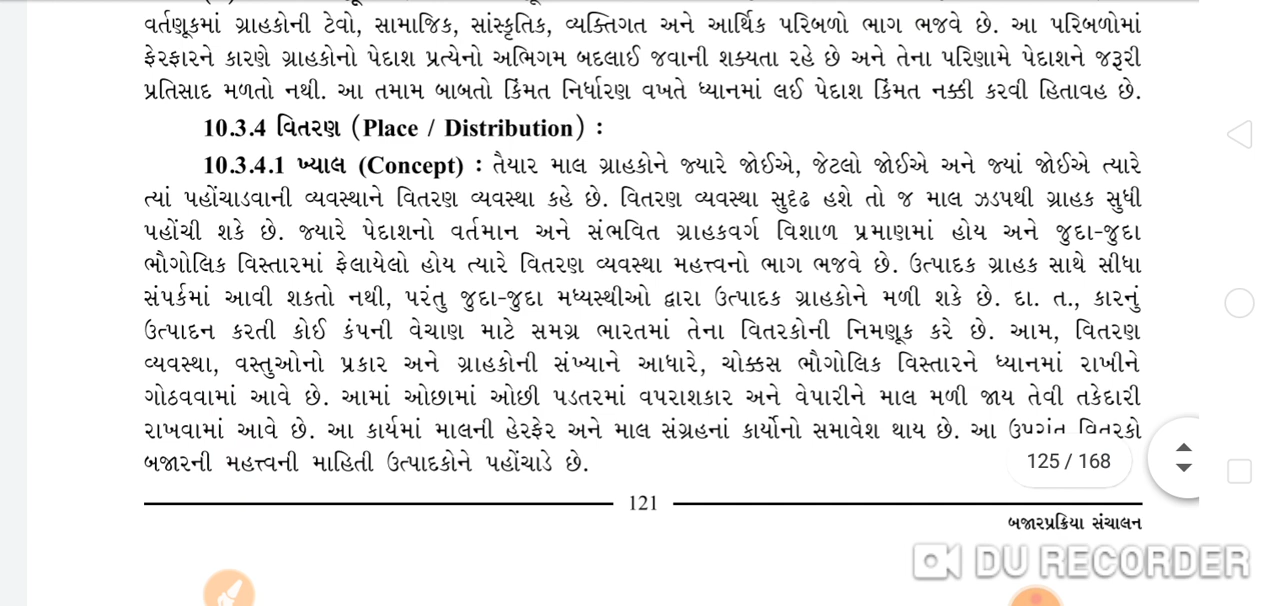 વર્તણૂકમાં ગ્રાહકોની ટેવો, સામાજિક, સાંસ્કૃતિક, વ્યક્તિગત અને આર્થિક પરિબળો ભાગ ભજવે છે. આ પરિબળોમાં
ફેરફારને કારણે ગ્રાહકોનો પેદાશ પ્રત્યેનો અભિગમ બદલાઈ જવાની શક્યતા રહે છે અને તેના પરિણામે પેદાશને જરૂરી
પ્રતિસાદ મળતો નથી. આ તમામ બાબતો કિંમત નિર્ધારણ વખતે ધ્યાનમાં લઈ પેદાશ કિંમત નક્કી કરવી હિતાવહ છે.
10.3.4 વિતરણ (Place / Distribution) :
10.3.4.1 ખ્યાલ (Concept) : તૈયાર માલ ગ્રાહકોને જ્યારે જોઈએ, જેટલો જોઈએ અને જ્યાં જોઈએ ત્યારે
ત્યાં પહોંચાડવાની વ્યવસ્થાને વિતરણ વ્યવસ્થા કહે છે. વિતરણ વ્યવસ્થા સુદૃઢ હશે તો જ માલ ઝડપથી ગ્રાહક સુધી
પહોંચી શકે છે. જ્યારે પેદાશનો વર્તમાન અને સંભવિત ગ્રાહકવર્ગ વિશાળ પ્રમાણમાં હોય અને જુદા-જુદા
ભૌગોલિક વિસ્તારમાં ફેલાયેલો હોય ત્યારે વિતરણ વ્યવસ્થા મહત્ત્વનો ભાગ ભજવે છે. ઉત્પાદક ગ્રાહક સાથે સીધા
સંપર્કમાં આવી શકતો નથી, પરંતુ જુદા-જુદા મધ્યસ્થીઓ દ્વારા ઉત્પાદક ગ્રાહકોને મળી શકે છે. દા. ત., કારનું
ઉત્પાદન કરતી કોઈ કંપની વેચાણ માટે સમગ્ર ભારતમાં તેના વિતરકોની નિમણૂક કરે છે. આમ, વિતરણ
વ્યવસ્થા, વસ્તુઓનો પ્રકાર અને ગ્રાહકોની સંખ્યાને આધારે, ચોક્કસ ભૌગોલિક વિસ્તારને ધ્યાનમાં રાખીને
ગોઠવવામાં આવે છે. આમાં ઓછામાં ઓછી પડતરમાં વપરાશકાર અને વેપારીને માલ મળી જાય તેવી તકેદારી
રાખવામાં આવે છે. આ કાર્યમાં માલની હેરફેર અને માલ સંગ્રહનાં કાર્યોનો સમાવેશ થાય છે. આ ઉપરાંત વિતરકો
બજારની મહત્ત્વની માહિતી ઉત્પાદકોને પહોંચાડે છે.
125 / 168
121
બજારપ્રક્રિયા સંચાલન
DU RECORDER